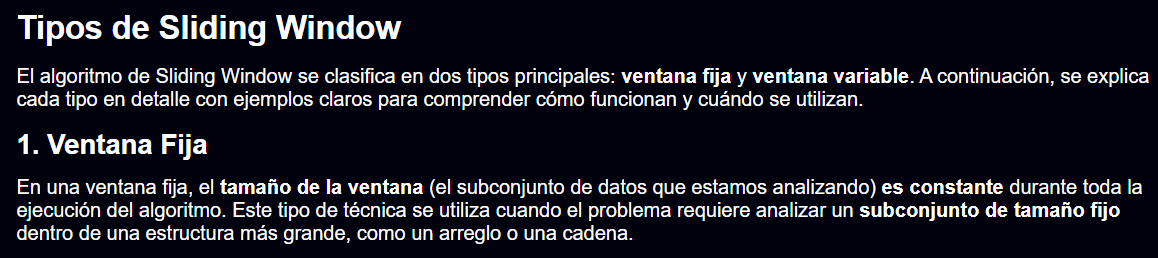 Tipos de Sliding Window
El algoritmo de Sliding Window se clasifica en dos tipos principales: ventana fija y ventana variable. A continuación, se explica
cada tipo en detalle con ejemplos claros para comprender cómo funcionan y cuándo se utilizan.
1. Ventana Fija
En una ventana fija, el tamaño de la ventana (el subconjunto de datos que estamos analizando) es constante durante toda la
ejecución del algoritmo. Este tipo de técnica se utiliza cuando el problema requiere analizar un subconjunto de tamaño fijo
dentro de una estructura más grande, como un arreglo o una cadena.